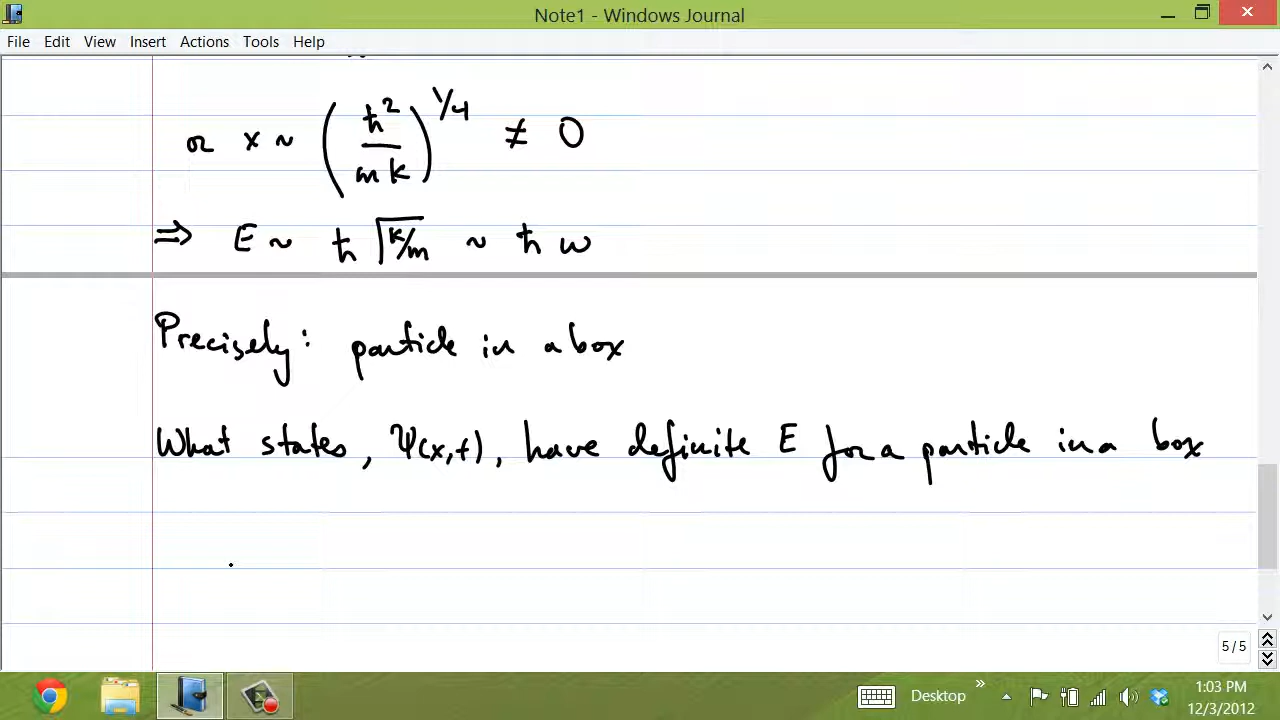 Note1 - Windows Journal
File Edit View Insert Actions Tools Help
or x ~ (ħ²/mk)^1/4 ≠ 0
⇒ E ~ ħ √k/m ~ ħ ω
Precisely: particle in a box
What states, Ψ(x,t), have definite E for a particle in a box
5/5
Desktop
1:03 PM
12/3/2012